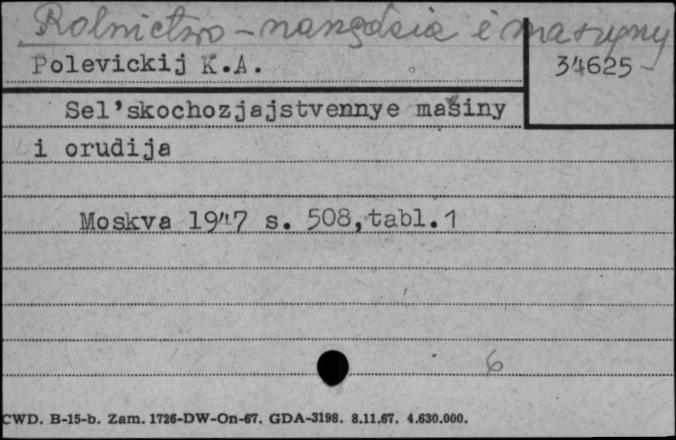 Rolnictwo - narzędzia i maszyny
Polevickij K.A.
34625
Sel'skochozjajstvennye mašiny
i orudija
Moskva 1947 s. 508, tabl.1
6
CWD. B-15-b. Zam. 1726-DW-On-67. GDA-3198. 8.11.67. 4.630.000.